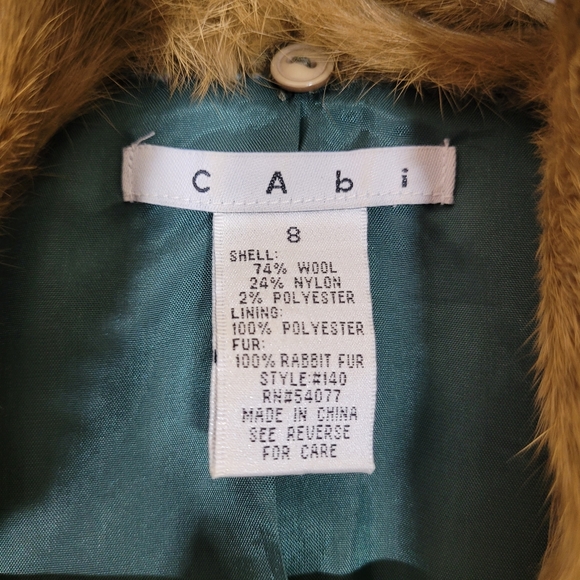 CAbi
8
SHELL:
74% WOOL
24% NYLON
2% POLYESTER
LINING:
100% POLYESTER
FUR:
100% RABBIT FUR
STYLE:#140
RN#54077
MADE IN CHINA
SEE REVERSE
FOR CARE